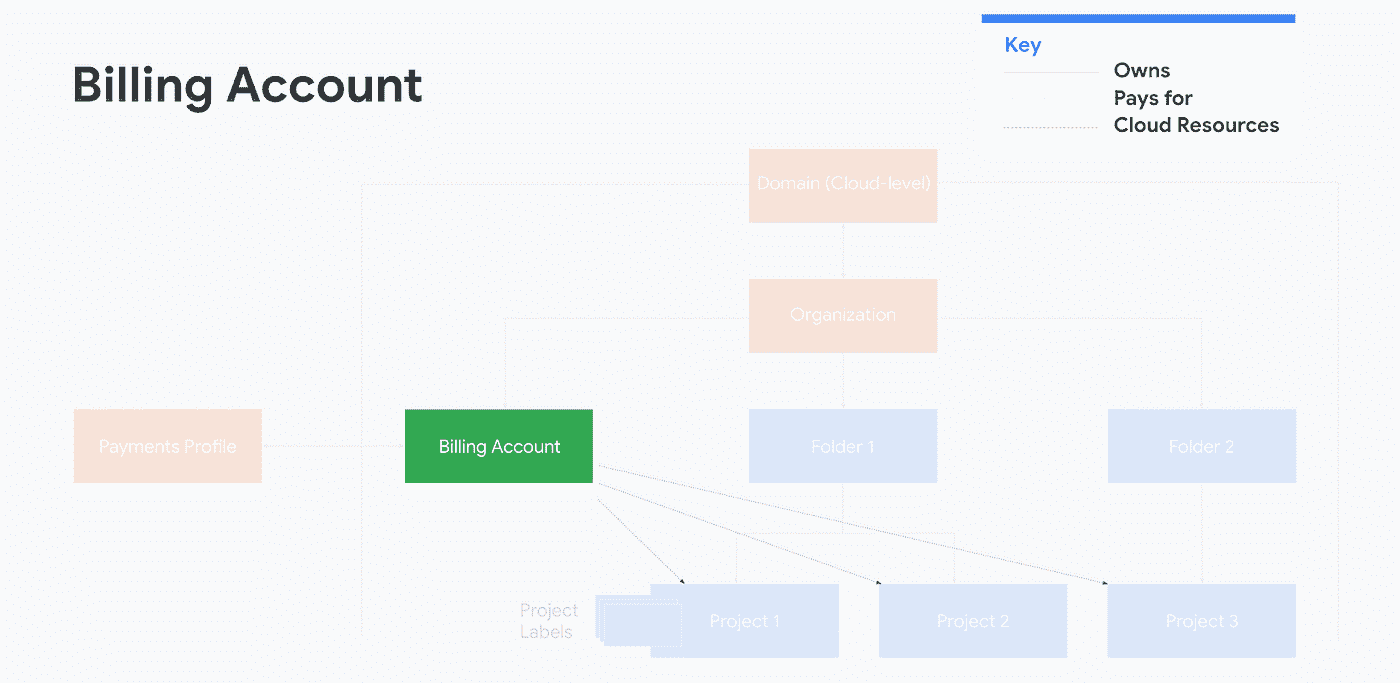 Billing Account
Key
Owns
Pays for
Cloud Resources
Domain (Cloud-level)
Organization
Payments Profile
Billing Account
Folder 1
Folder 2
Project
Labels
Project 1
Project 2
Project 3